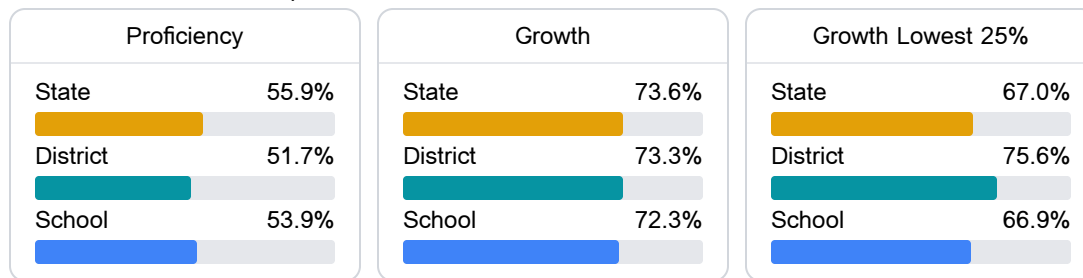 Proficiency
State 55.9%
District 51.7%
School 53.9%
Growth
State 73.6%
District 73.3%
School 72.3%
Growth Lowest 25%
State 67.0%
District 75.6%
School 66.9%